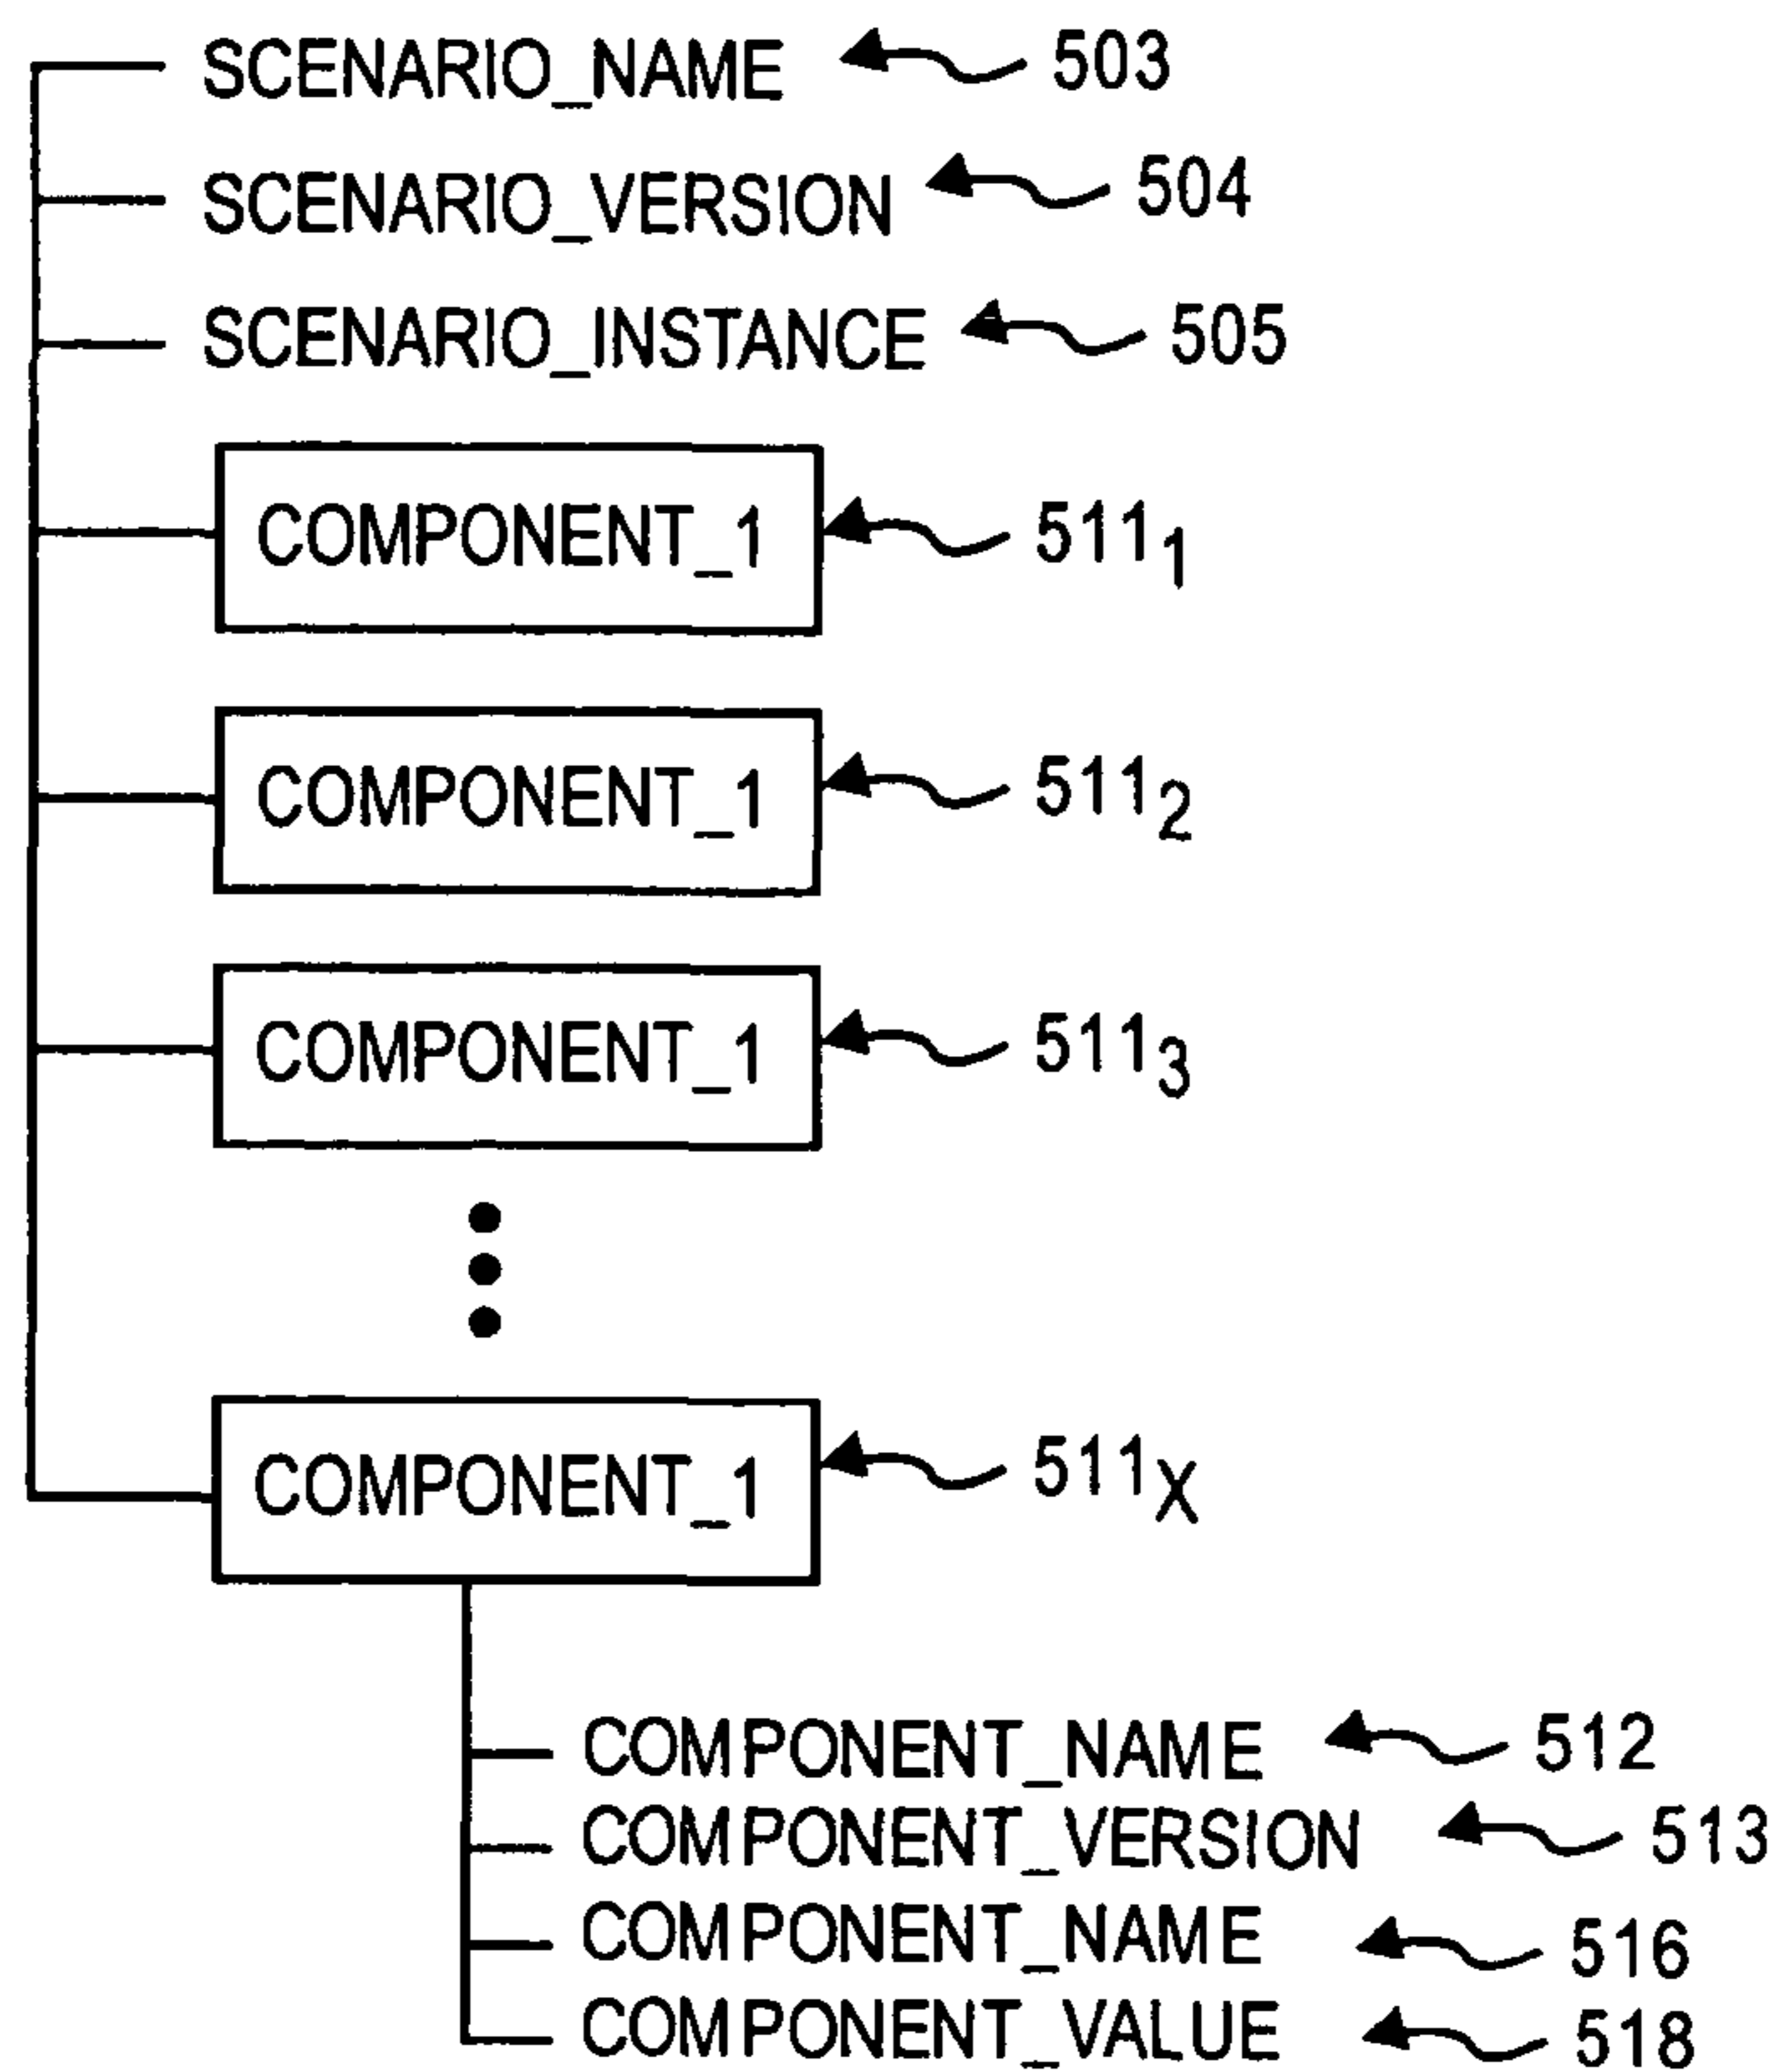 SCENARIO_NAME 503
SCENARIO_VERSION 504
SCENARIO_INSTANCE 505
COMPONENT_1 511₁
COMPONENT_1 511₂
COMPONENT_1 511₃
COMPONENT_1 511X
COMPONENT_NAME 512
COMPONENT_VERSION 513
COMPONENT_NAME 516
COMPONENT_VALUE 518